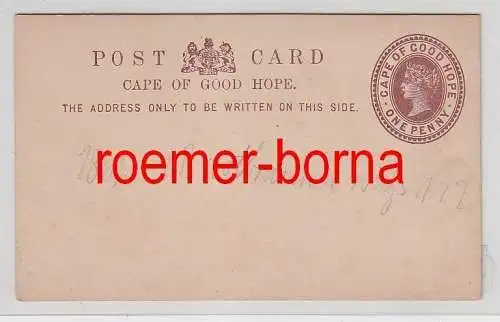 POST CARD
CAPE OF GOOD HOPE.
THE ADDRESS ONLY TO BE WRITTEN ON THIS SIDE.
CAPE OF GOOD HOPE
ONE PENNY
roemer-borna